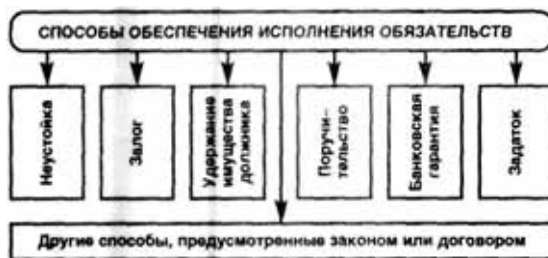 СПОСОБЫ ОБЕСПЕЧЕНИЯ ИСПОЛНЕНИЯ ОБЯЗАТЕЛЬСТВ
Неустойка
Залог
Удержание
имущества
должника
Поручи-
тельство
Банковская
гарантия
Задаток
Другие способы, предусмотренные законом или договором